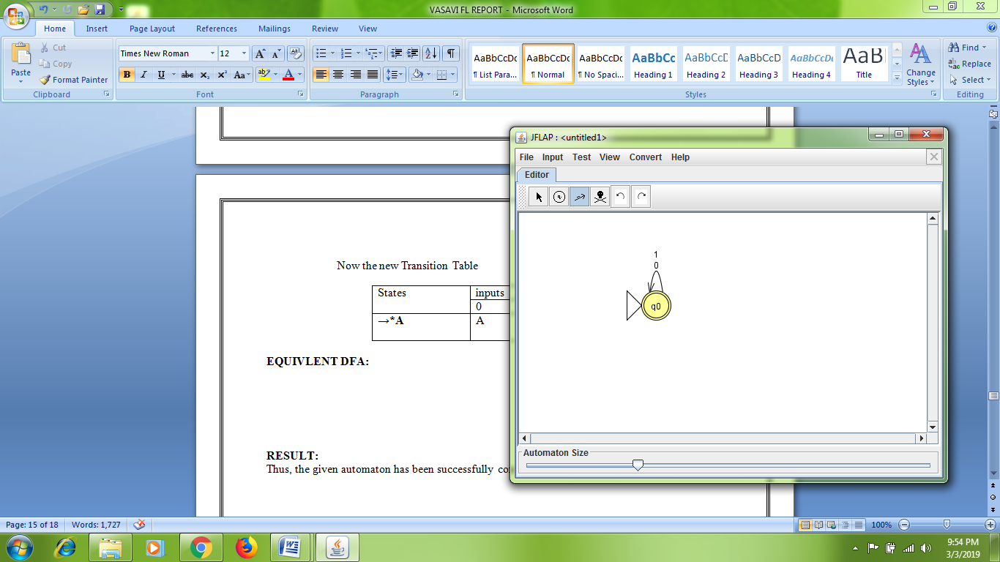 VASAVI FL REPORT - Microsoft Word
Home Insert Page Layout References Mailings Review View
Paste
Cut
Copy
Format Painter
Clipboard
Times New Roman 12
B I U abc x₂ x² Aa ab A
Font
Paragraph
AaBbCcDc ¶ List Para...
AaBbCcDc ¶ Normal
AaBbCcDc ¶ No Spaci...
AaBbCc Heading 1
AaBbCcD Heading 2
AaBbCcD Heading 3
AaBbCcDc Heading 4
AaB Title
Change Styles
Styles
Find
Replace
Select
Editing
Now the new Transition Table
States inputs
0
→*A A
EQUIVLENT DFA:
RESULT:
Thus, the given automaton has been successfully co
JFLAP : <untitled1>
File Input Test View Convert Help
Editor
1
0
q0
Automaton Size
Page: 15 of 18 Words: 1,727
100%
9:54 PM
3/3/2019